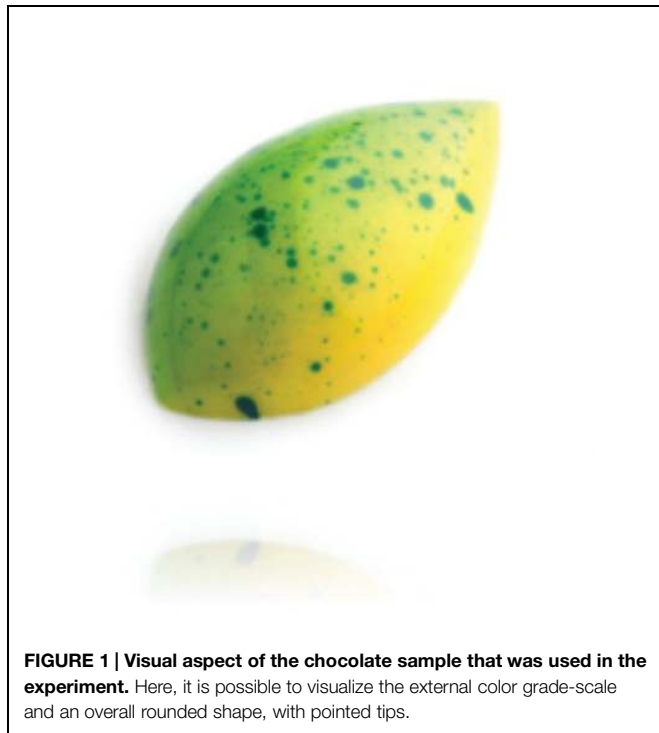 FIGURE 1 | Visual aspect of the chocolate sample that was used in the
experiment. Here, it is possible to visualize the external color grade-scale
and an overall rounded shape, with pointed tips.